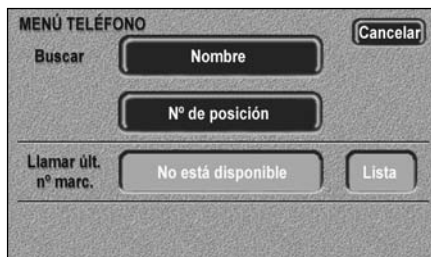 MENÚ TELÉFONO
Cancelar
Buscar
Nombre
Nº de posición
Llamar últ.
nº marc.
No está disponible
Lista